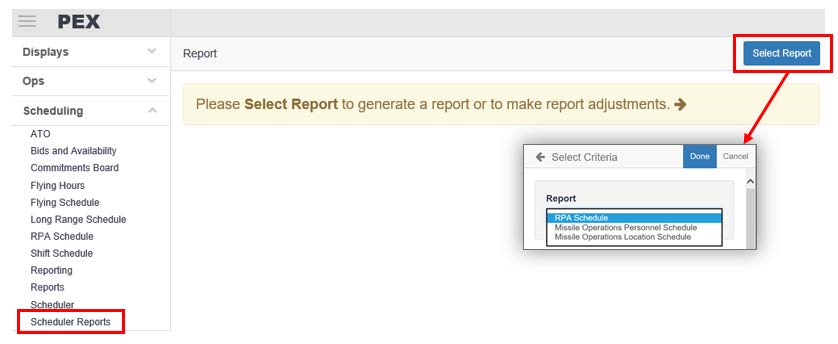 PEX
Displays
Ops
Scheduling
ATO
Bids and Availability
Commitments Board
Flying Hours
Flying Schedule
Long Range Schedule
RPA Schedule
Shift Schedule
Reporting
Reports
Scheduler
Scheduler Reports
Report
Select Report
Please Select Report to generate a report or to make report adjustments.
Select Criteria
Done
Cancel
Report
RPA Schedule
Missile Operations Personnel Schedule
Missile Operations Location Schedule